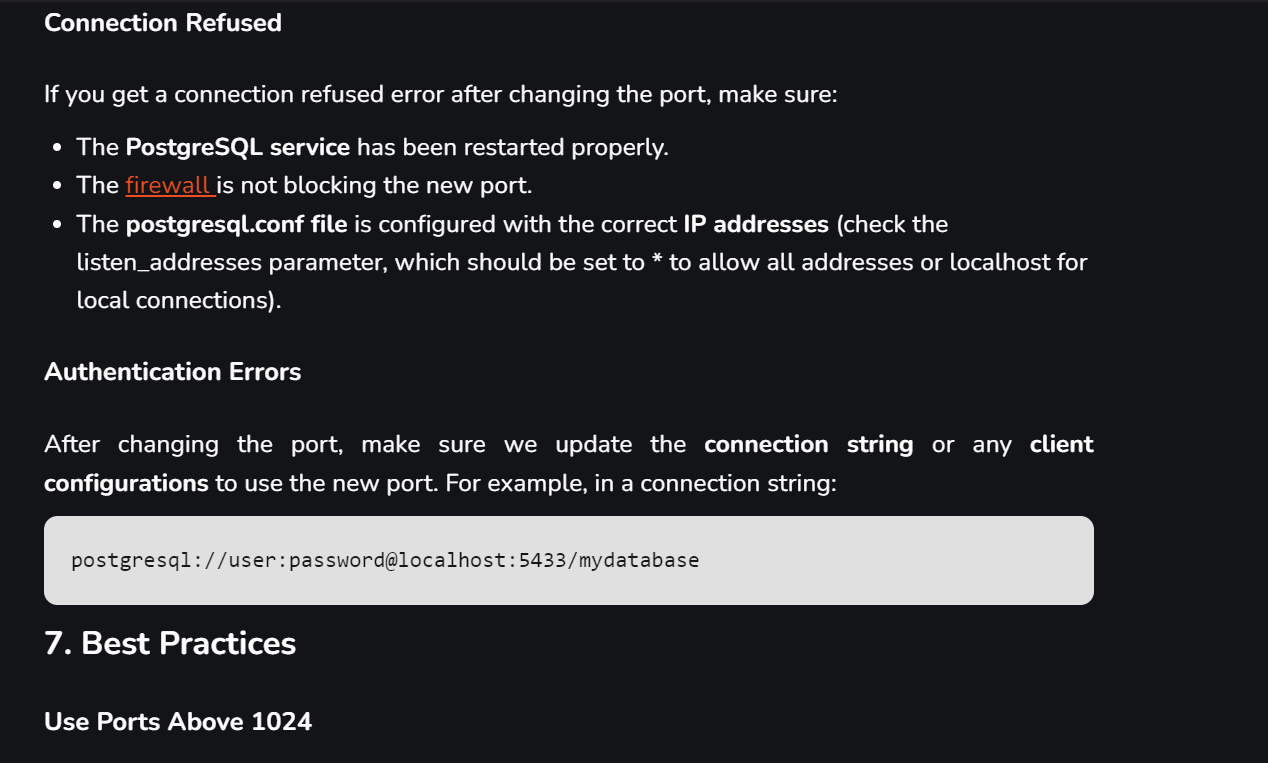 Connection Refused
If you get a connection refused error after changing the port, make sure:
• The PostgreSQL service has been restarted properly.
• The firewall is not blocking the new port.
• The postgresql.conf file is configured with the correct IP addresses (check the
listen_addresses parameter, which should be set to * to allow all addresses or localhost for
local connections).
Authentication Errors
After changing the port, make sure we update the connection string or any client
configurations to use the new port. For example, in a connection string:
postgresql://user:password@localhost:5433/mydatabase
7. Best Practices
Use Ports Above 1024